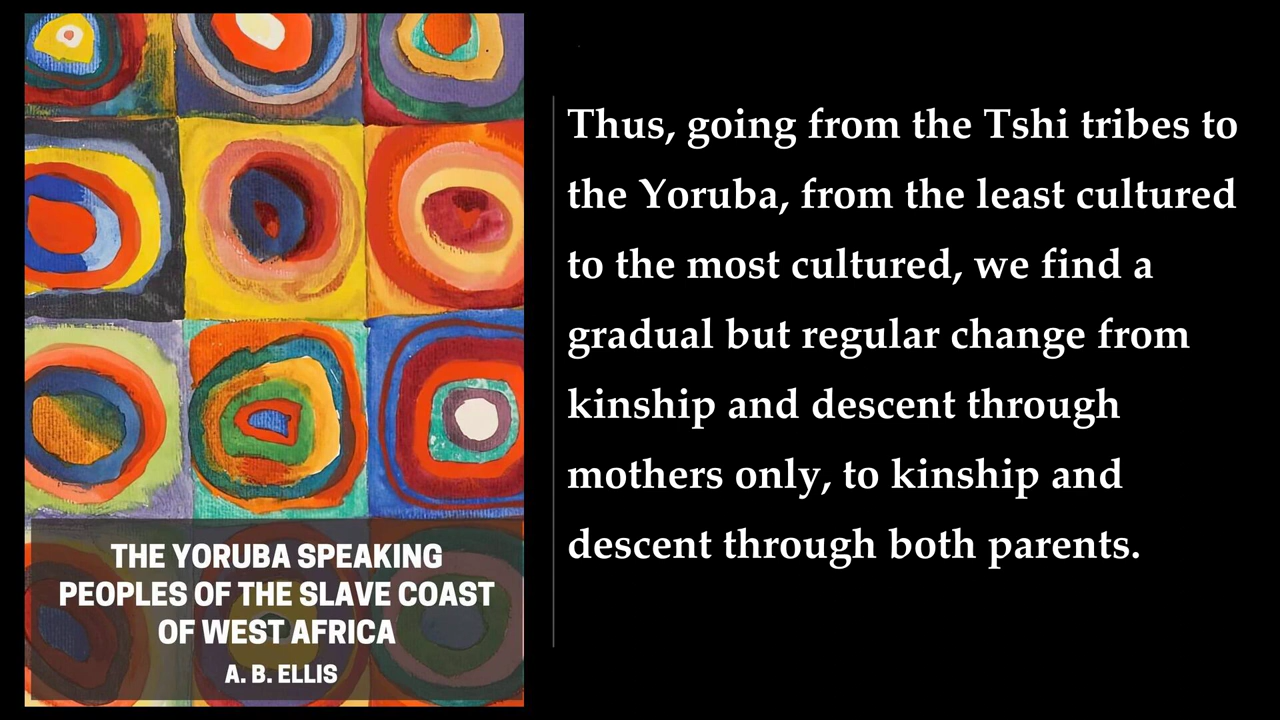 THE YORUBA SPEAKING
PEOPLES OF THE SLAVE COAST
OF WEST AFRICA
A. B. ELLIS
Thus, going from the Tshi tribes to
the Yoruba, from the least cultured
to the most cultured, we find a
gradual but regular change from
kinship and descent through
mothers only, to kinship and
descent through both parents.